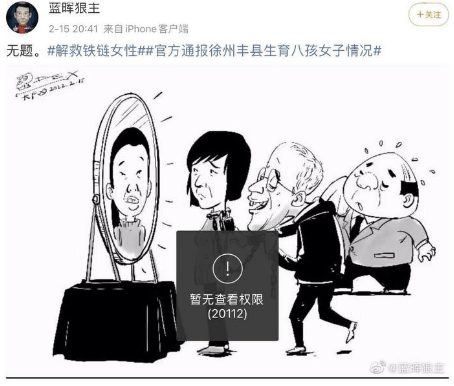 蓝晖狼主
2-15 20:41 来自iPhone客户端
+关注
无题。#解救铁链女性##官方通报徐州丰县生育八孩女子情况#
暂无查看权限
(20112)
@蓝晖狼主